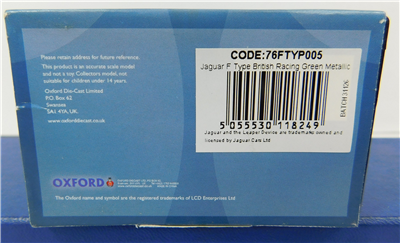 Please retain address for future reference.
This product is an accurate scale model
and not a toy Collectors model, not
suitable for children under 14 years.
Oxford Die-Cast Limited
P.O. Box 62
Swansea
SA1 4YA, UK.
www.oxforddiecast.co.uk
CODE:76FTYP005
Jaguar F Type British Racing Green Metallic
BATCH 3126
5 055530 118249
Jaguar and the Leaper Device are trademarks owned and
licensed by Jaguar Cars Ltd
OXFORD
The Oxford name and symbol are the registered trademarks of LCD Enterprises Ltd